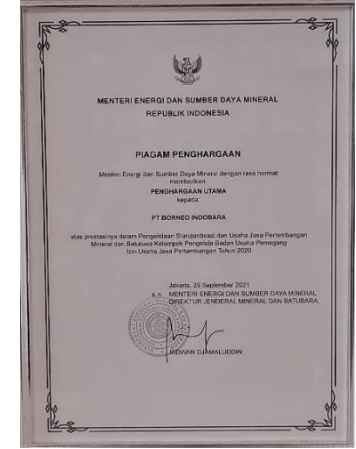 MENTERI ENERGI DAN SUMBER DAYA MINERAL
REPUBLIK INDONESIA
PIAGAM PENGHARGAAN
Menteri Energi dan Sumber Daya Mineral dengan rasa hormat
memberikan
PENGHARGAAN UTAMA
kepada
PT BORNEO INDOBARA
atas prestasinya dalam Pengelolaan Standardisasi dan Usaha Jasa Pertambangan
Mineral dan Batubara Kelompok Pengelola Badan Usaha Pemegang
Izin Usaha Jasa Pertambangan Tahun 2020
Jakarta, 29 September 2021
a.n. MENTERI ENERGI DAN SUMBER DAYA MINERAL
DIREKTUR JENDERAL MINERAL DAN BATUBARA,
RIDWAN DJAMALUDDIN